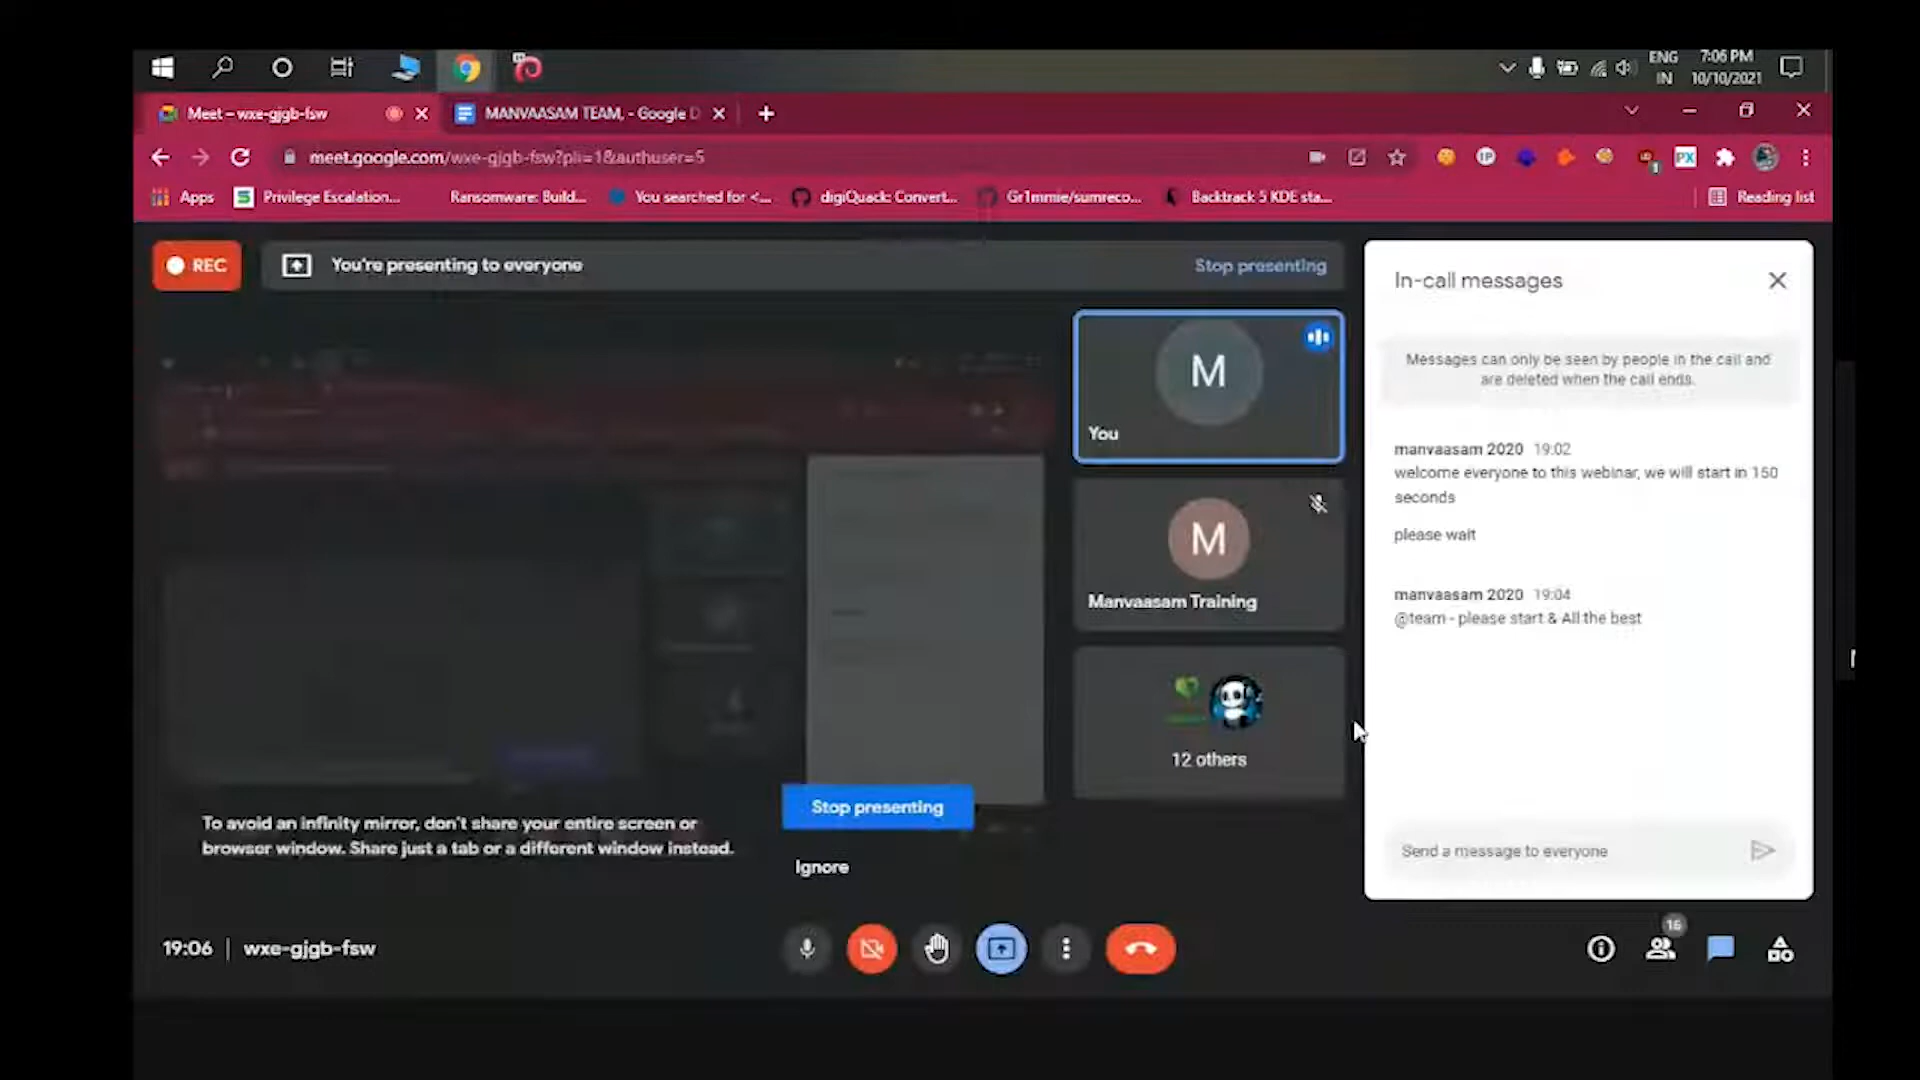 ENG
7:06 PM
IN
10/10/2021
Meet – wxe-gjgb-fsw
MANVAASAM TEAM, - Google D
meet.google.com/wxe-gjgb-fsw?pli=1&authuser=5
PX
Apps
Privilege Escalation...
Ransomware: Build...
You searched for <...
digiQuack: Convert...
Gr1mmie/sumreco...
Backtrack 5 KDE sta...
Reading list
REC
You're presenting to everyone
Stop presenting
In-call messages
Messages can only be seen by people in the call and
are deleted when the call ends.
M
You
manvaasam 2020 19:02
welcome everyone to this webinar, we will start in 150
seconds
please wait
M
Manvaasam Training
manvaasam 2020 19:04
@team - please start & All the best
12 others
To avoid an infinity mirror, don't share your entire screen or
browser window. Share just a tab or a different window instead.
Stop presenting
Ignore
Send a message to everyone
19:06 | wxe-gjgb-fsw
16